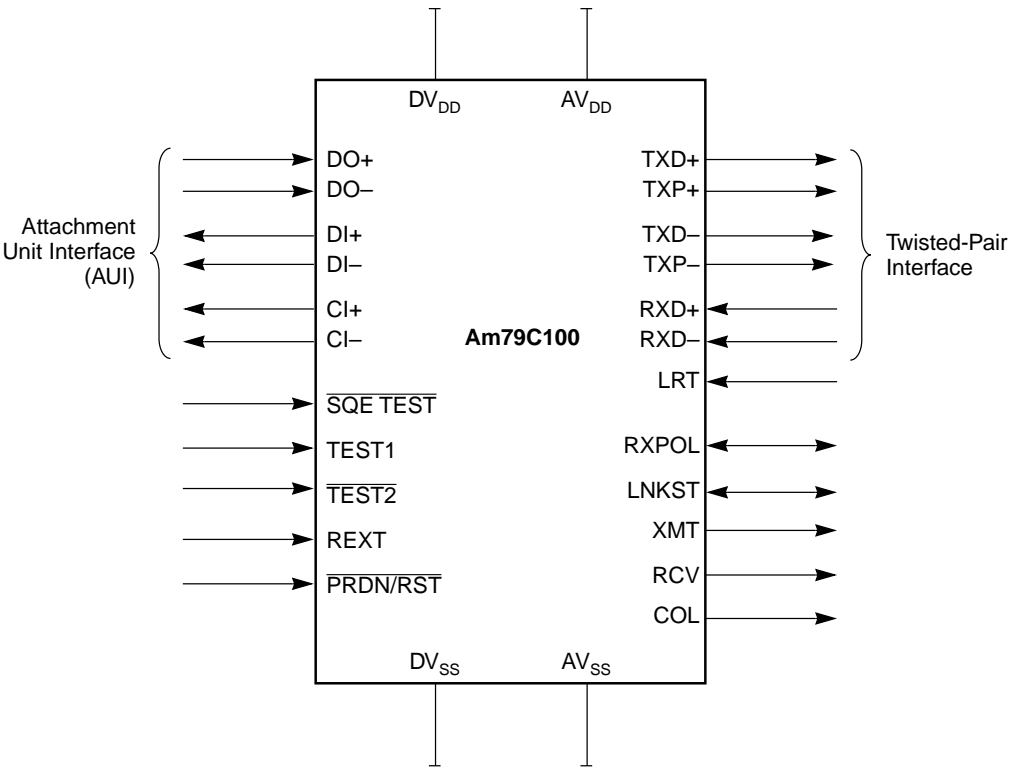 DVDD
AVDD
DO+
DO–
DI+
DI–
CI+
CI–
SQE TEST
TEST1
TEST2
REXT
PRDN/RST
Attachment
Unit Interface
(AUI)
Am79C100
TXD+
TXP+
TXD–
TXP–
RXD+
RXD–
LRT
RXPOL
LNKST
XMT
RCV
COL
Twisted-Pair
Interface
DVSS
AVSS